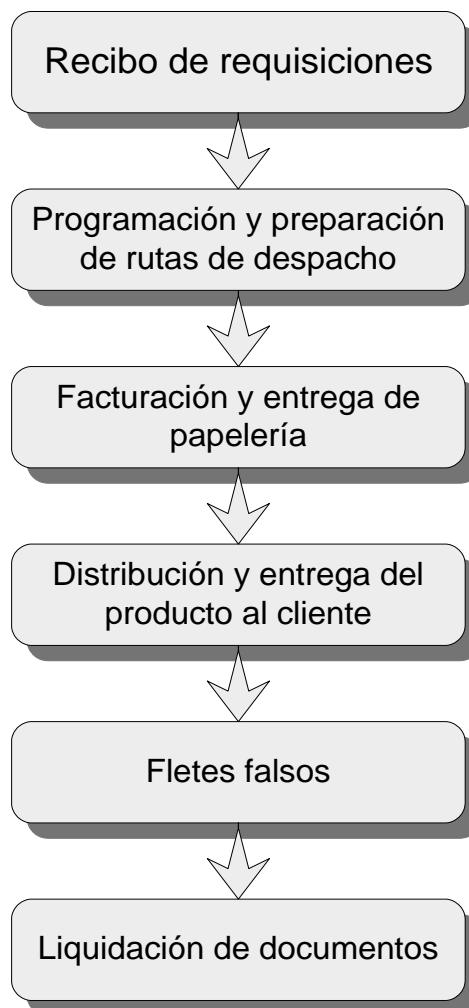 Recibo de requisiciones
Programación y preparación
de rutas de despacho
Facturación y entrega de
papelería
Distribución y entrega del
producto al cliente
Fletes falsos
Liquidación de documentos